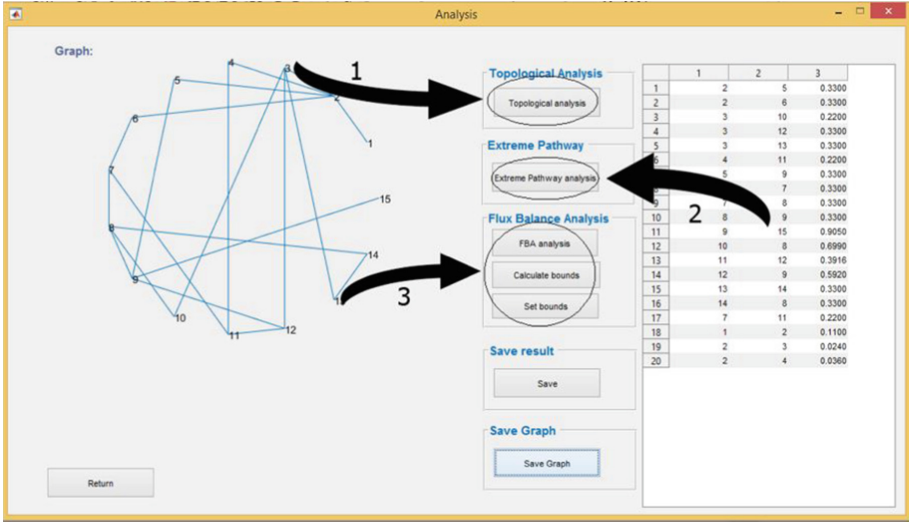 Analysis
Graph:
4
3
5
2
6
1
7
15
8
14
9
13
10
12
11
1
2
3
Topological Analysis
Topological analysis
Extreme Pathway
Extreme Pathway analysis
Flux Balance Analysis
FBA analysis
Calculate bounds
Set bounds
Save result
Save
Save Graph
Save Graph
Return
1 2 3
1 2 5 0.3300
2 2 6 0.3300
3 3 10 0.2200
4 3 12 0.3300
5 3 13 0.3300
6 4 11 0.2200
5 9 0.3300
7 0.3300
9 7 8 0.3300
10 8 9 0.3300
11 9 15 0.9050
12 10 8 0.6990
13 11 12 0.3916
14 12 9 0.5920
15 13 14 0.3300
16 14 8 0.3300
17 7 11 0.2200
18 1 2 0.1100
19 2 3 0.0240
20 2 4 0.0360